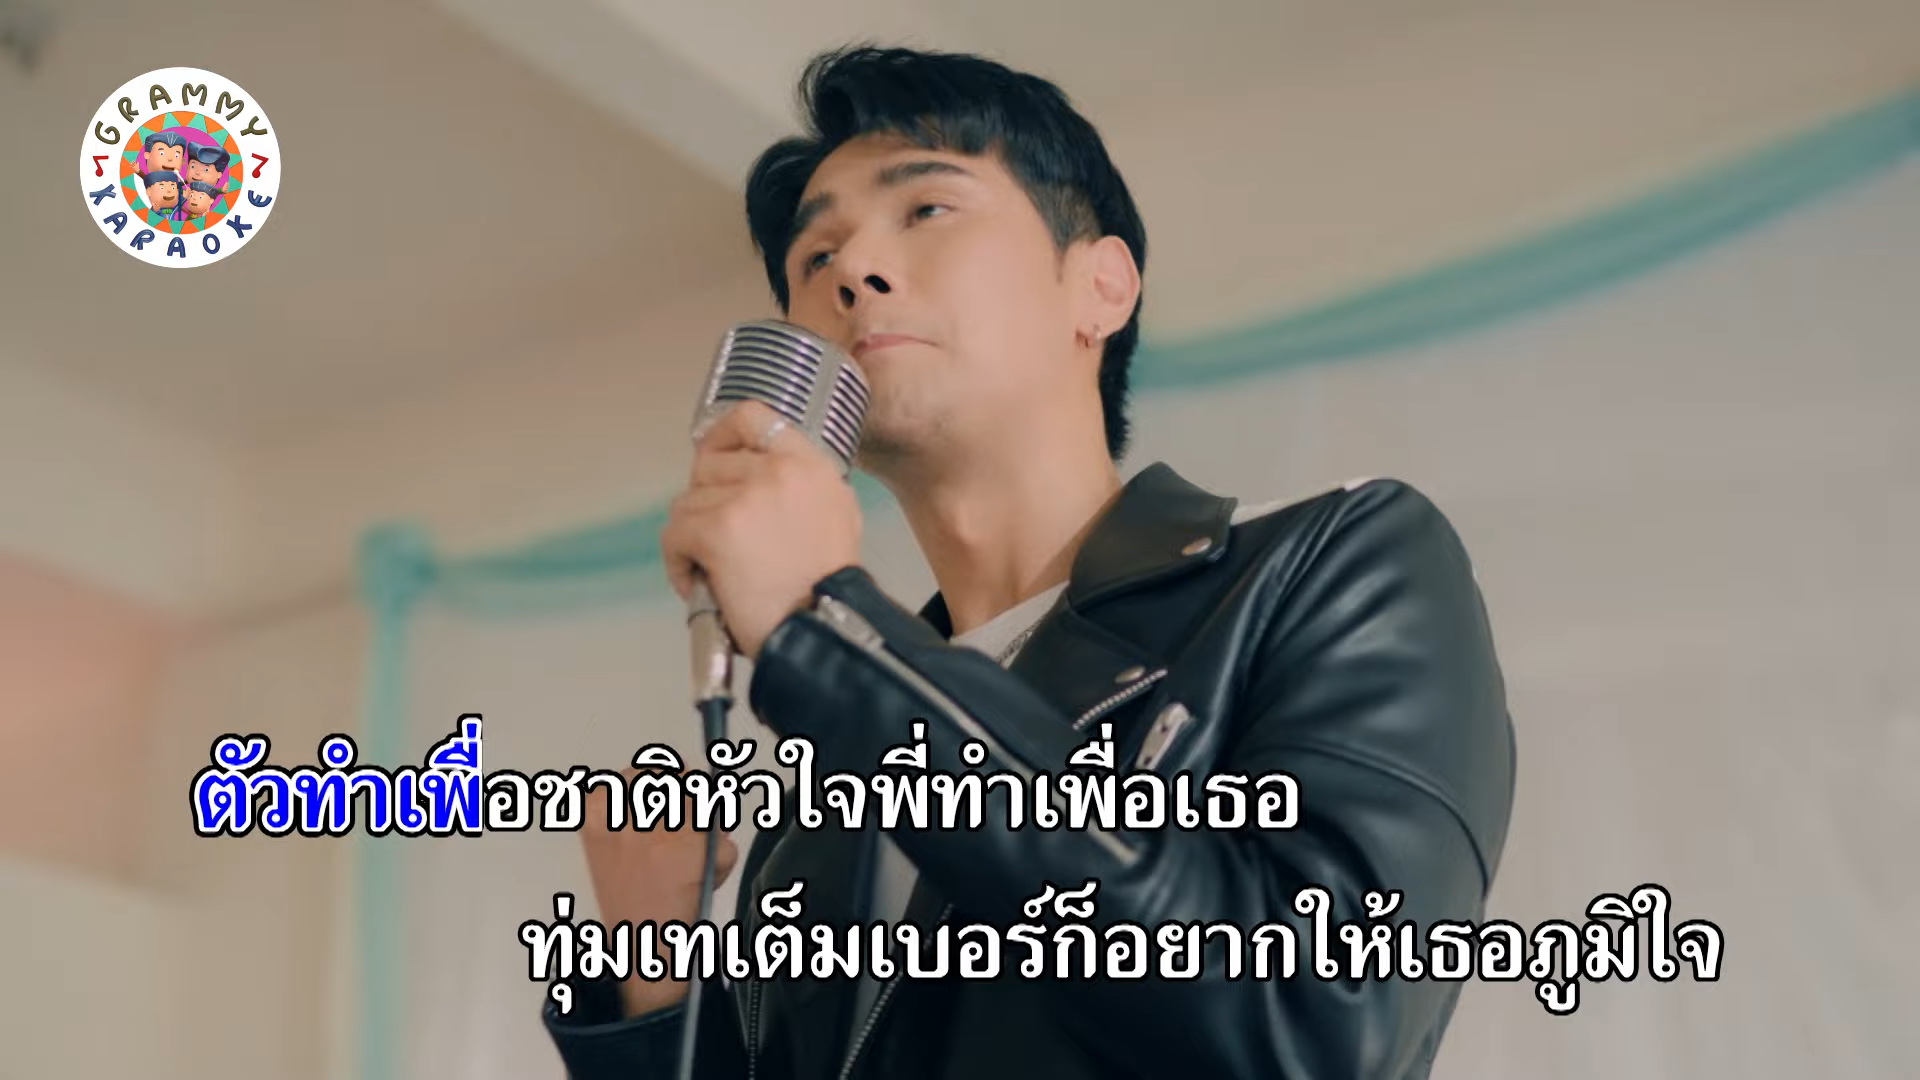 GRAMMY
KARAOKE
ตัวทำเพื่อชาติหัวใจพี่ทำเพื่อเธอ
ทุ่มเทเต็มเบอร์ก็อยากให้เธอภูมิใจ